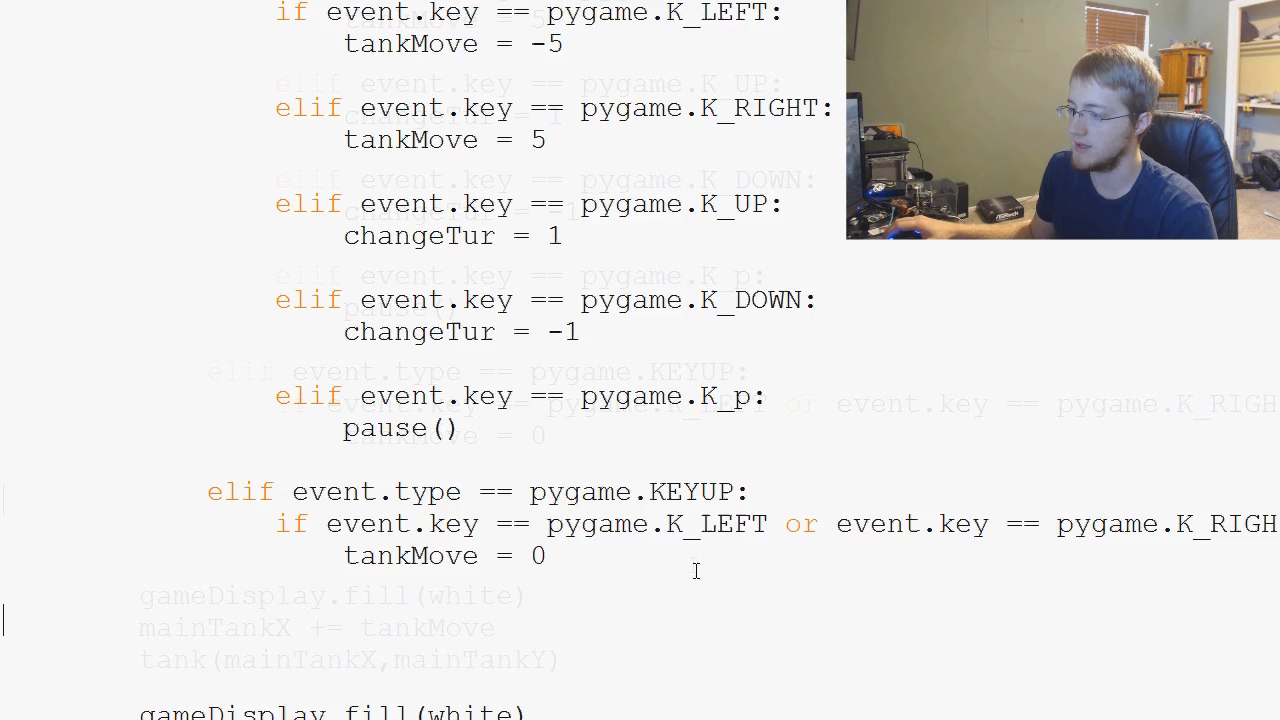 if event.key == pygame.K_LEFT:
tankMove = -5
elif event.key == pygame.K_RIGHT:
tankMove = 5
elif event.key == pygame.K_UP:
changeTur = 1
elif event.key == pygame.K_DOWN:
changeTur = -1
elif event.key == pygame.K_p:
pause()
elif event.type == pygame.KEYUP:
if event.key == pygame.K_LEFT or event.key == pygame.K_RIGH
tankMove = 0
gameDisplay.fill(white)
mainTankX += tankMove
tank(mainTankX,mainTankY)
gameDisplay.fill(white)